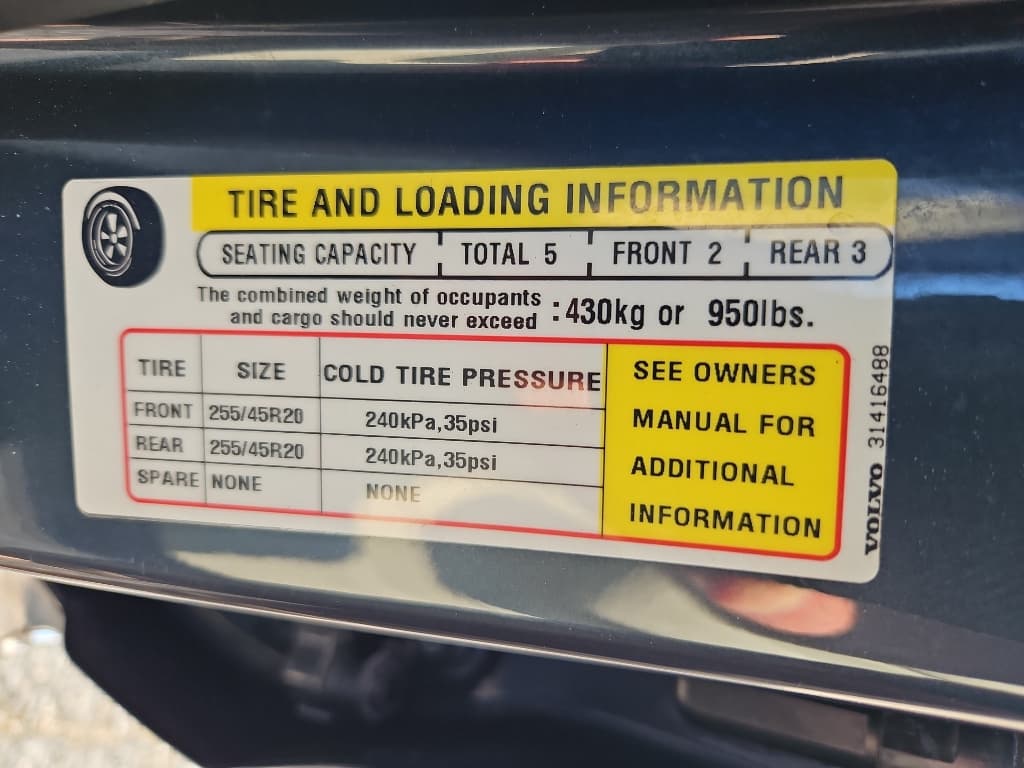 TIRE AND LOADING INFORMATION
SEATING CAPACITY TOTAL 5 FRONT 2 REAR 3
The combined weight of occupants
and cargo should never exceed :430kg or 950lbs.
TIRE SIZE COLD TIRE PRESSURE
FRONT 255/45R20 240kPa,35psi
REAR 255/45R20 240kPa,35psi
SPARE NONE NONE
SEE OWNERS
MANUAL FOR
ADDITIONAL
INFORMATION
VOLVO 31416488